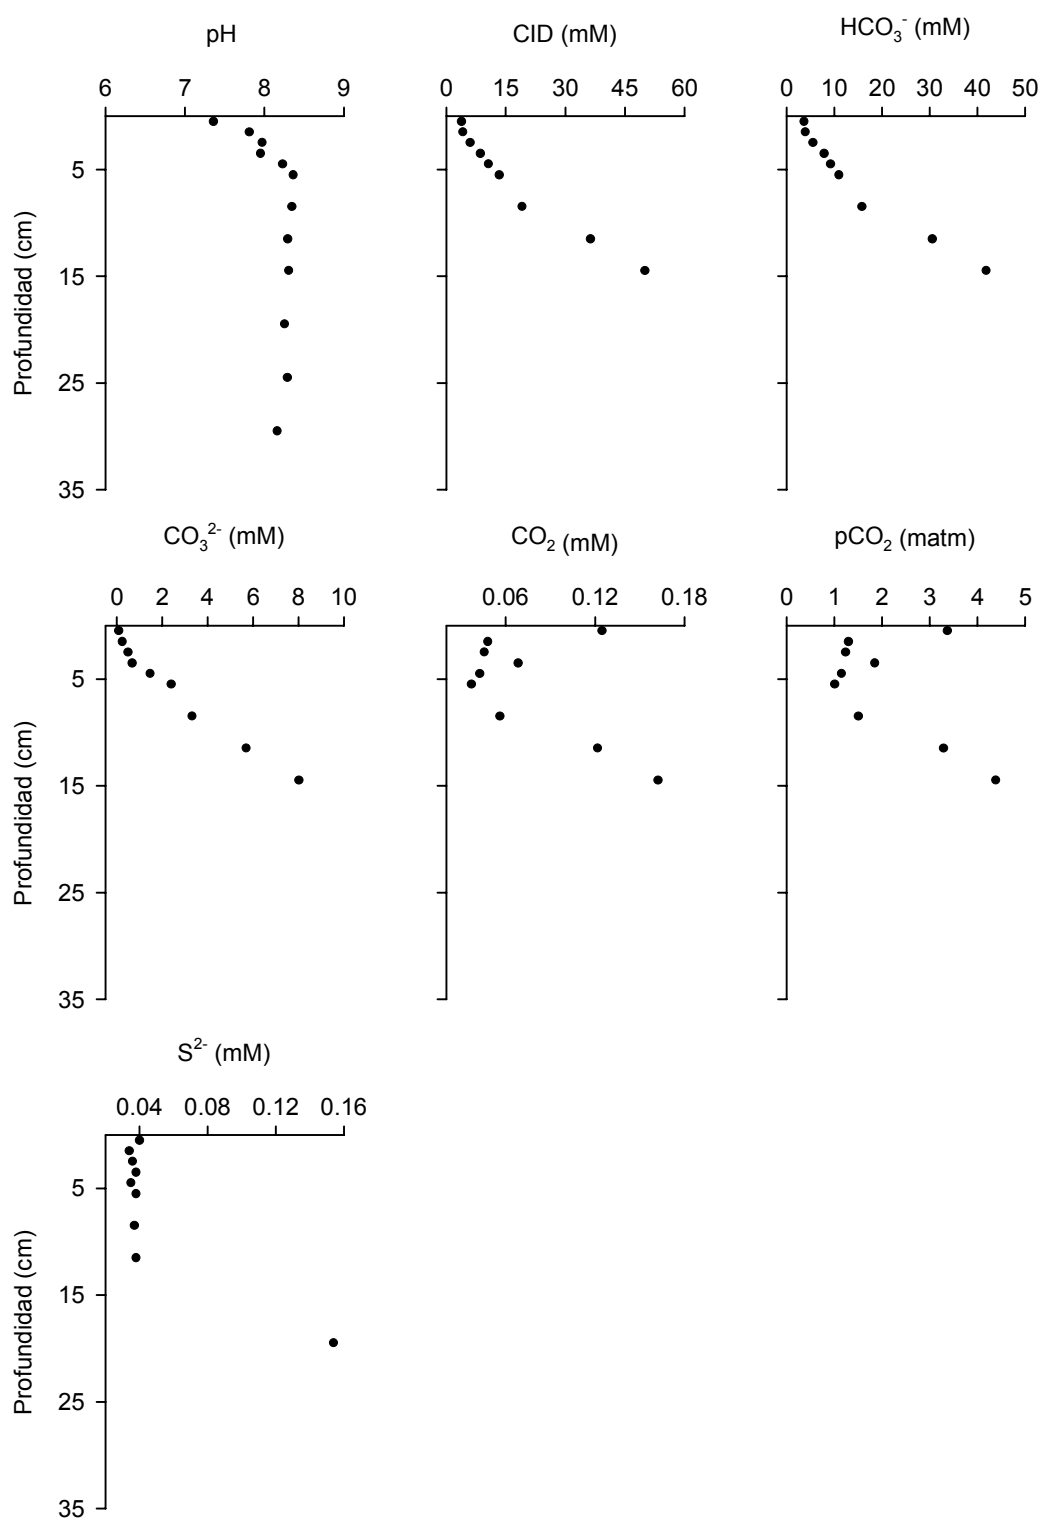 pH CID (mM) HCO₃⁻ (mM)
6 7 8 9 0 15 30 45 60 0 10 20 30 40 50
5
15
25
35
Profundidad (cm)
CO₃²⁻ (mM) CO₂ (mM) pCO₂ (matm)
0 2 4 6 8 10 0.06 0.12 0.18 0 1 2 3 4 5
5
15
25
35
Profundidad (cm)
S²⁻ (mM)
0.04 0.08 0.12 0.16
5
15
25
35
Profundidad (cm)